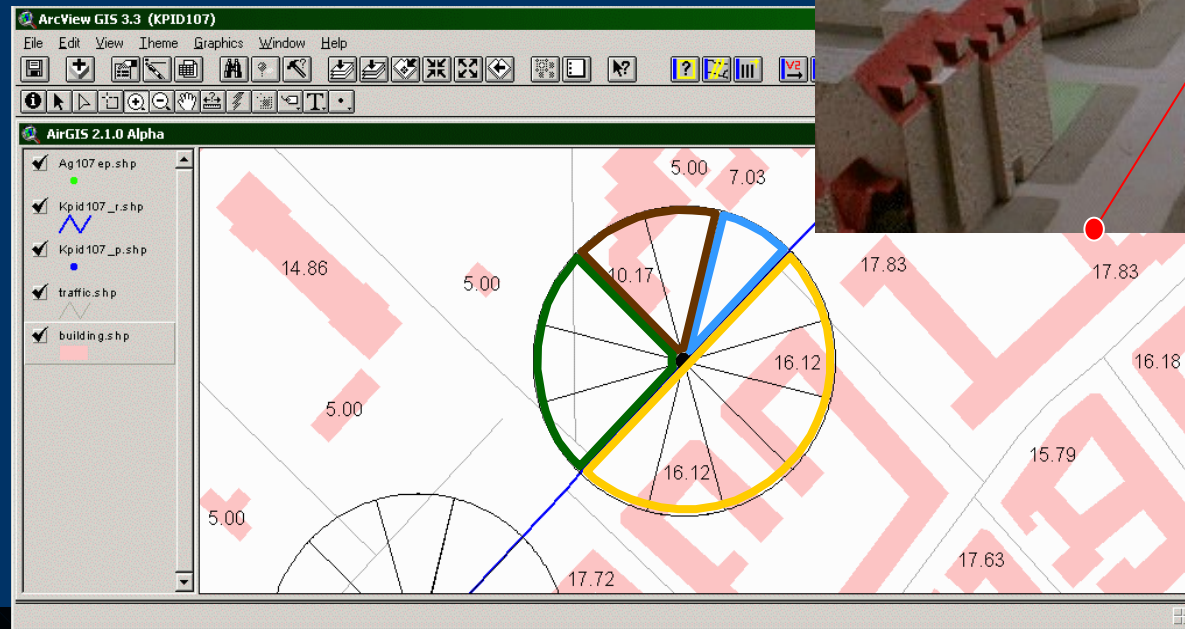 ArcView GIS 3.3 (KPID107)
File Edit View Theme Graphics Window Help
AirGIS 2.1.0 Alpha
Ag107ep.shp
Kpid107_r.shp
Kpid107_p.shp
traffic.shp
building.shp
5.00
7.03
14.86
5.00
10.17
17.83
17.83
16.12
16.18
5.00
15.79
16.12
5.00
17.63
17.72